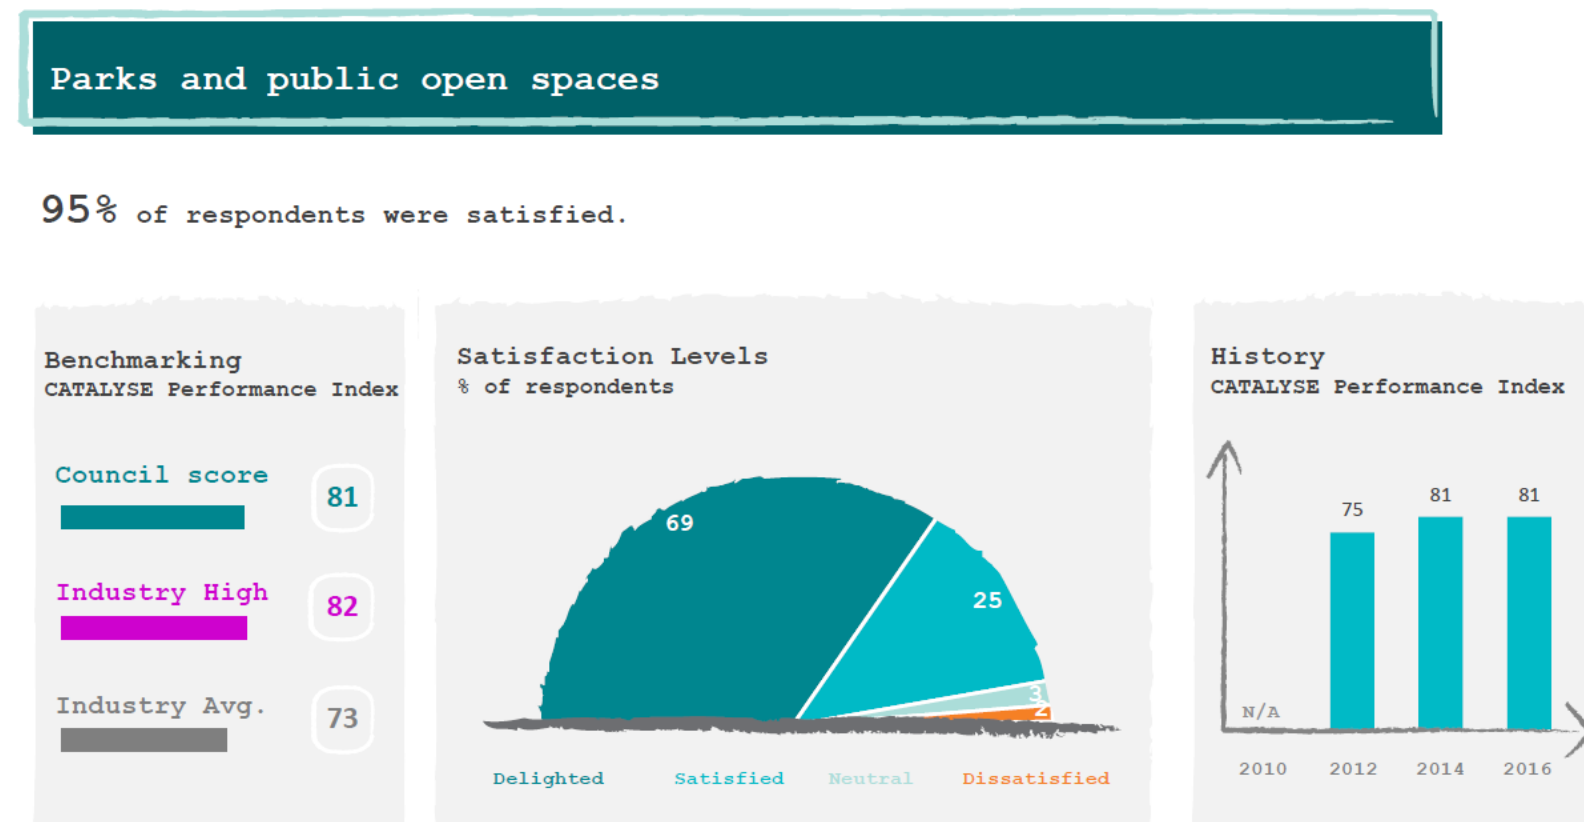 Parks and public open spaces
95% of respondents were satisfied.
Benchmarking
CATALYSE Performance Index
Council score
81
Industry High
82
Industry Avg.
73
Satisfaction Levels
% of respondents
69
25
3
2
Delighted Satisfied Neutral Dissatisfied
History
CATALYSE Performance Index
75 81 81
N/A
2010 2012 2014 2016